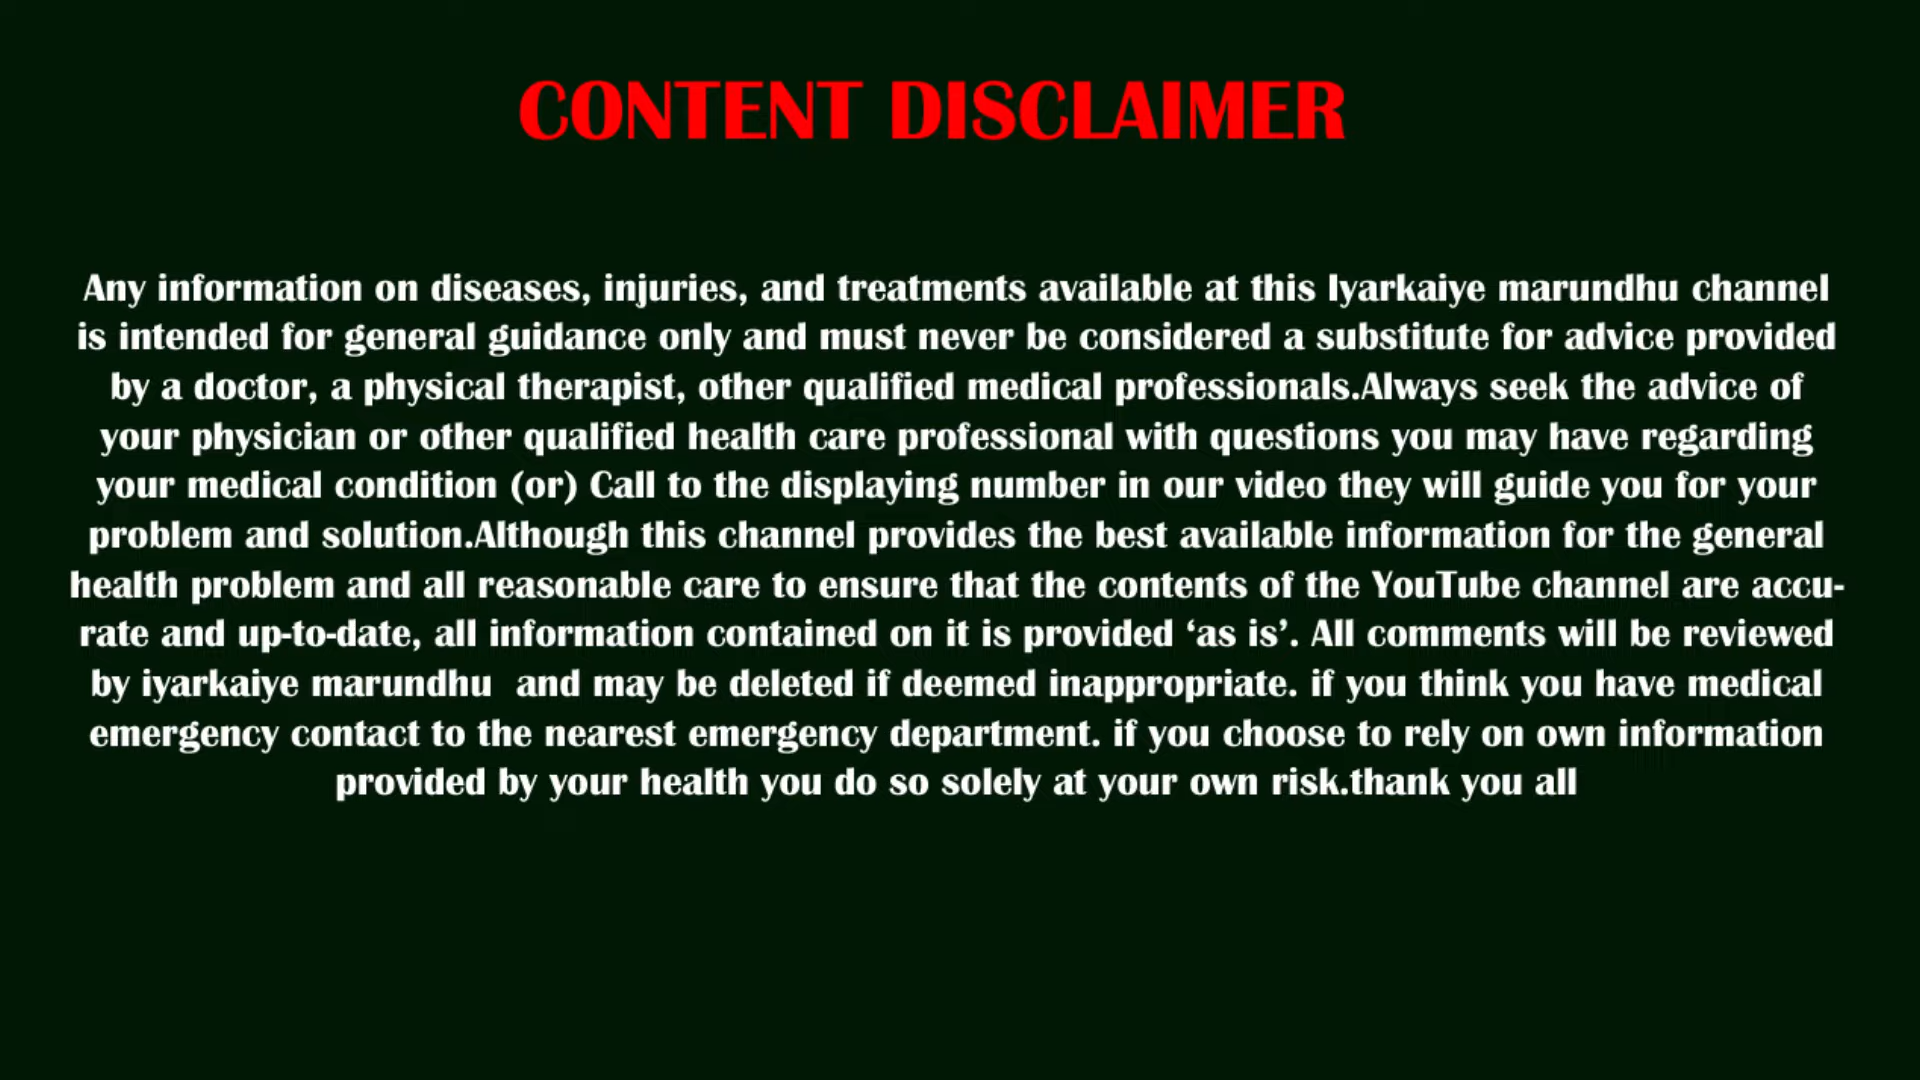 CONTENT DISCLAIMER
Any information on diseases, injuries, and treatments available at this Iyarkaiye marundhu channel
is intended for general guidance only and must never be considered a substitute for advice provided
by a doctor, a physical therapist, other qualified medical professionals.Always seek the advice of
your physician or other qualified health care professional with questions you may have regarding
your medical condition (or) Call to the displaying number in our video they will guide you for your
problem and solution.Although this channel provides the best available information for the general
health problem and all reasonable care to ensure that the contents of the YouTube channel are accu-
rate and up-to-date, all information contained on it is provided ‘as is’. All comments will be reviewed
by iyarkaiye marundhu  and may be deleted if deemed inappropriate. if you think you have medical
emergency contact to the nearest emergency department. if you choose to rely on own information
provided by your health you do so solely at your own risk.thank you all